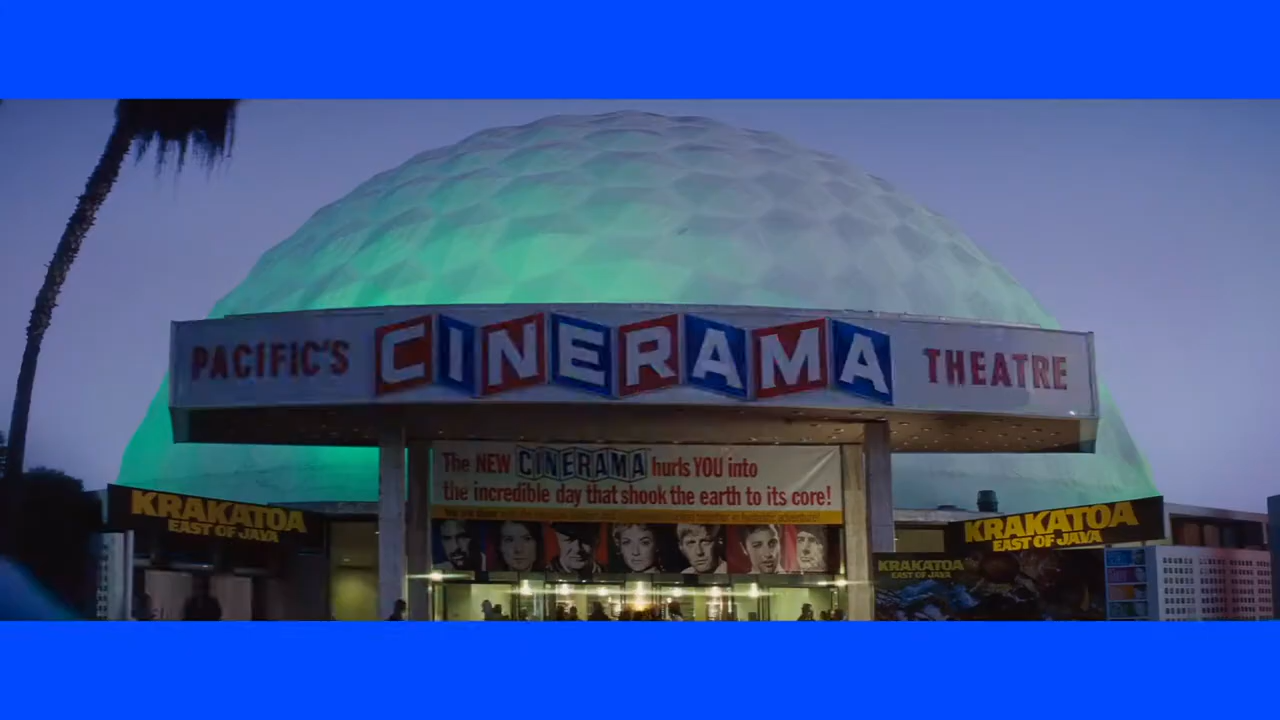 PACIFIC'S CINERAMA THEATRE
The NEW CINERAMA hurls YOU into
the incredible day that shook the earth to its core!
KRAKATOA
EAST OF JAVA
KRAKATOA
EAST OF JAVA
KRAKATOA
EAST OF JAVA